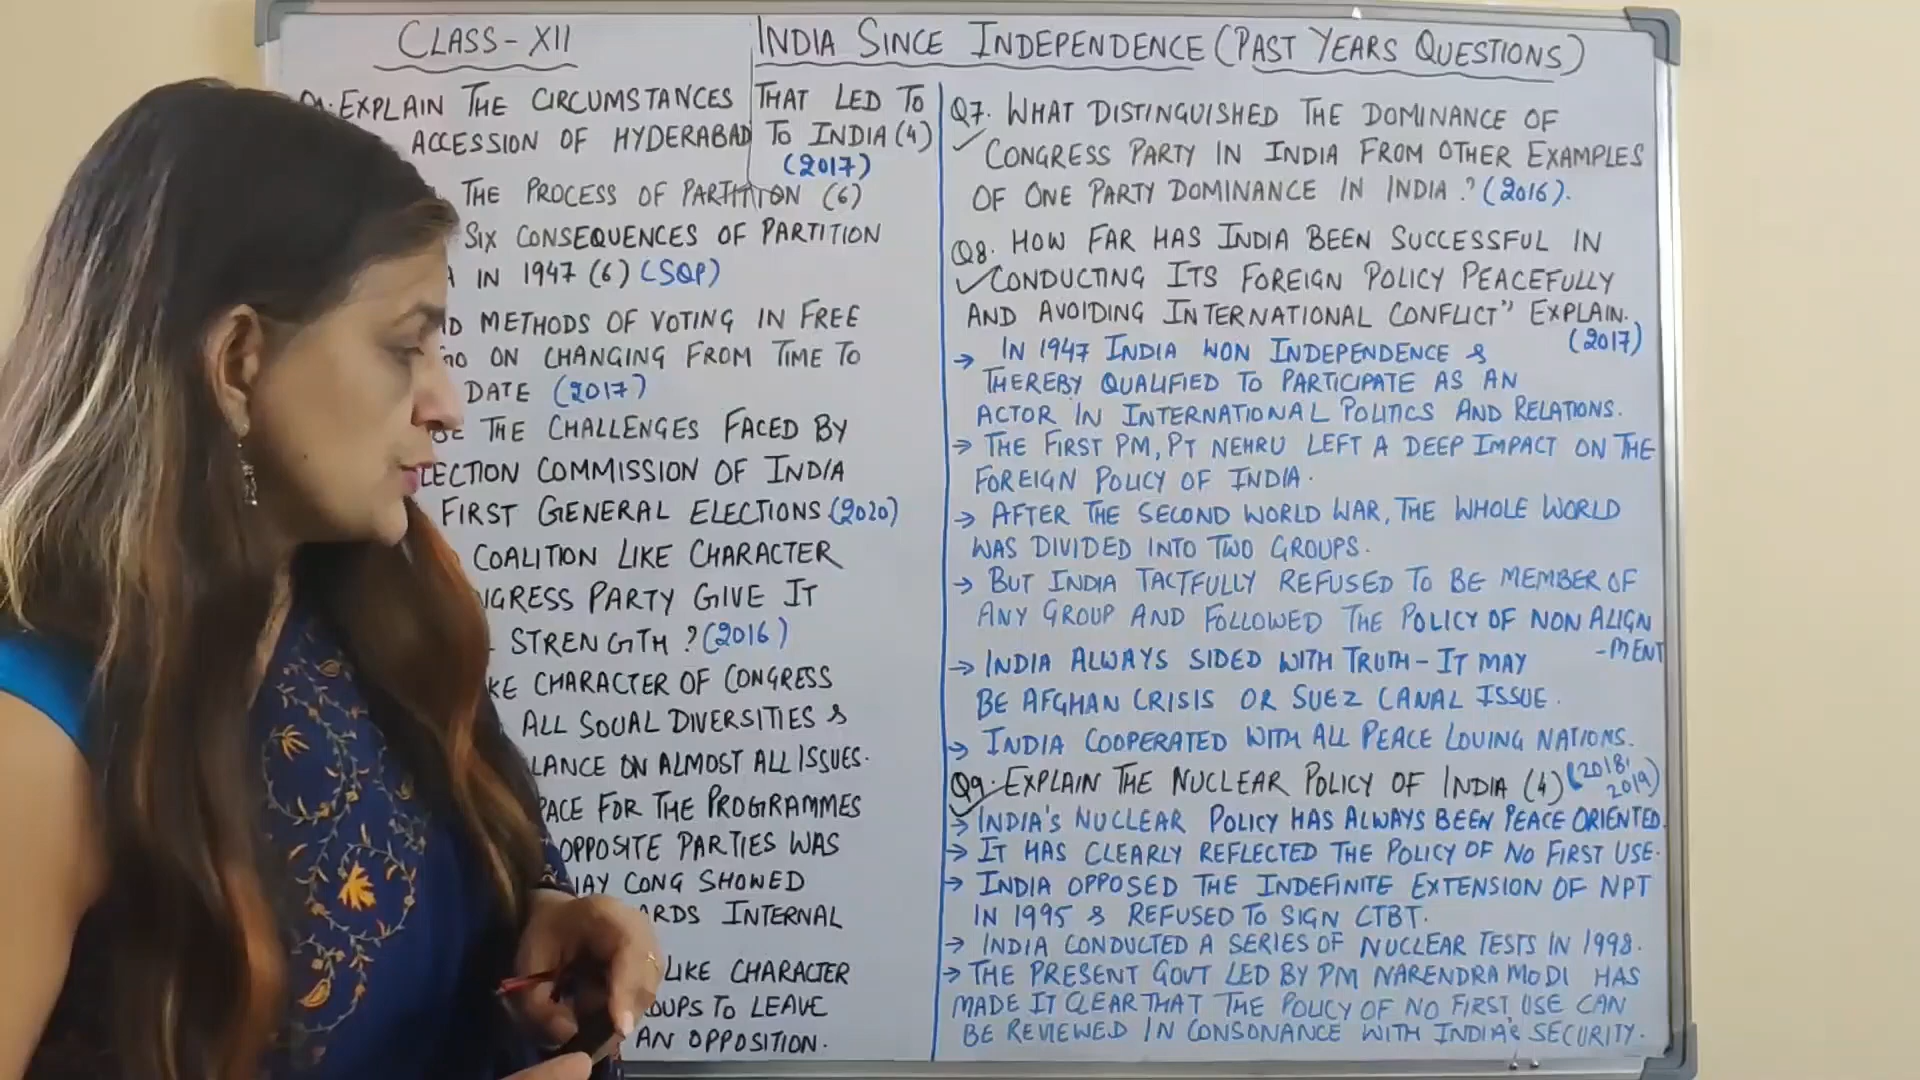 CLASS-XII
INDIA SINCE INDEPENDENCE (PAST YEARS QUESTIONS)
EXPLAIN THE CIRCUMSTANCES THAT LED TO
ACCESSION OF HYDERABAD TO INDIA (4)
(2017)
THE PROCESS OF PARTITION (6)
SIX CONSEQUENCES OF PARTITION
IN 1947 (6) (SQP)
METHODS OF VOTING IN FREE
ON CHANGING FROM TIME TO
DATE (2017)
THE CHALLENGES FACED BY
COMMISSION OF INDIA
FIRST GENERAL ELECTIONS (2020)
COALITION LIKE CHARACTER
PARTY GIVE IT
STRENGTH ? (2016)
CHARACTER OF CONGRESS
ALL SOCIAL DIVERSITIES &
ON ALMOST ALL ISSUES.
FOR THE PROGRAMMES
OPPOSITE PARTIES WAS
CONG SHOWED
INTERNAL
LIKE CHARACTER
TO LEAVE
AN OPPOSITION.
Q7. WHAT DISTINGUISHED THE DOMINANCE OF
CONGRESS PARTY IN INDIA FROM OTHER EXAMPLES
OF ONE PARTY DOMINANCE IN INDIA ? (2016).
Q8. HOW FAR HAS INDIA BEEN SUCCESSFUL IN
CONDUCTING ITS FOREIGN POLICY PEACEFULLY
AND AVOIDING INTERNATIONAL CONFLICT" EXPLAIN.
(2017)
→ IN 1947 INDIA WON INDEPENDENCE &
THEREBY QUALIFIED TO PARTICIPATE AS AN
ACTOR IN INTERNATIONAL POLITICS AND RELATIONS.
→ THE FIRST PM, PT NEHRU LEFT A DEEP IMPACT ON THE
FOREIGN POLICY OF INDIA.
→ AFTER THE SECOND WORLD WAR, THE WHOLE WORLD
WAS DIVIDED INTO TWO GROUPS.
→ BUT INDIA TACTFULLY REFUSED TO BE MEMBER OF
ANY GROUP AND FOLLOWED THE POLICY OF NON ALIGN
-MENT
→ INDIA ALWAYS SIDED WITH TRUTH - IT MAY
BE AFGHAN CRISIS OR SUEZ CANAL ISSUE.
→ INDIA COOPERATED WITH ALL PEACE LOVING NATIONS.
Q9. EXPLAIN THE NUCLEAR POLICY OF INDIA (4) (2018,
2019)
→ INDIA'S NUCLEAR POLICY HAS ALWAYS BEEN PEACE ORIENTED.
→ IT HAS CLEARLY REFLECTED THE POLICY OF NO FIRST USE.
→ INDIA OPPOSED THE INDEFINITE EXTENSION OF NPT
IN 1995 & REFUSED TO SIGN CTBT.
→ INDIA CONDUCTED A SERIES OF NUCLEAR TESTS IN 1998.
→ THE PRESENT GOVT LED BY PM NARENDRA MODI HAS
MADE IT CLEAR THAT THE POLICY OF NO FIRST USE CAN
BE REVIEWED IN CONSONANCE WITH INDIA'S SECURITY.